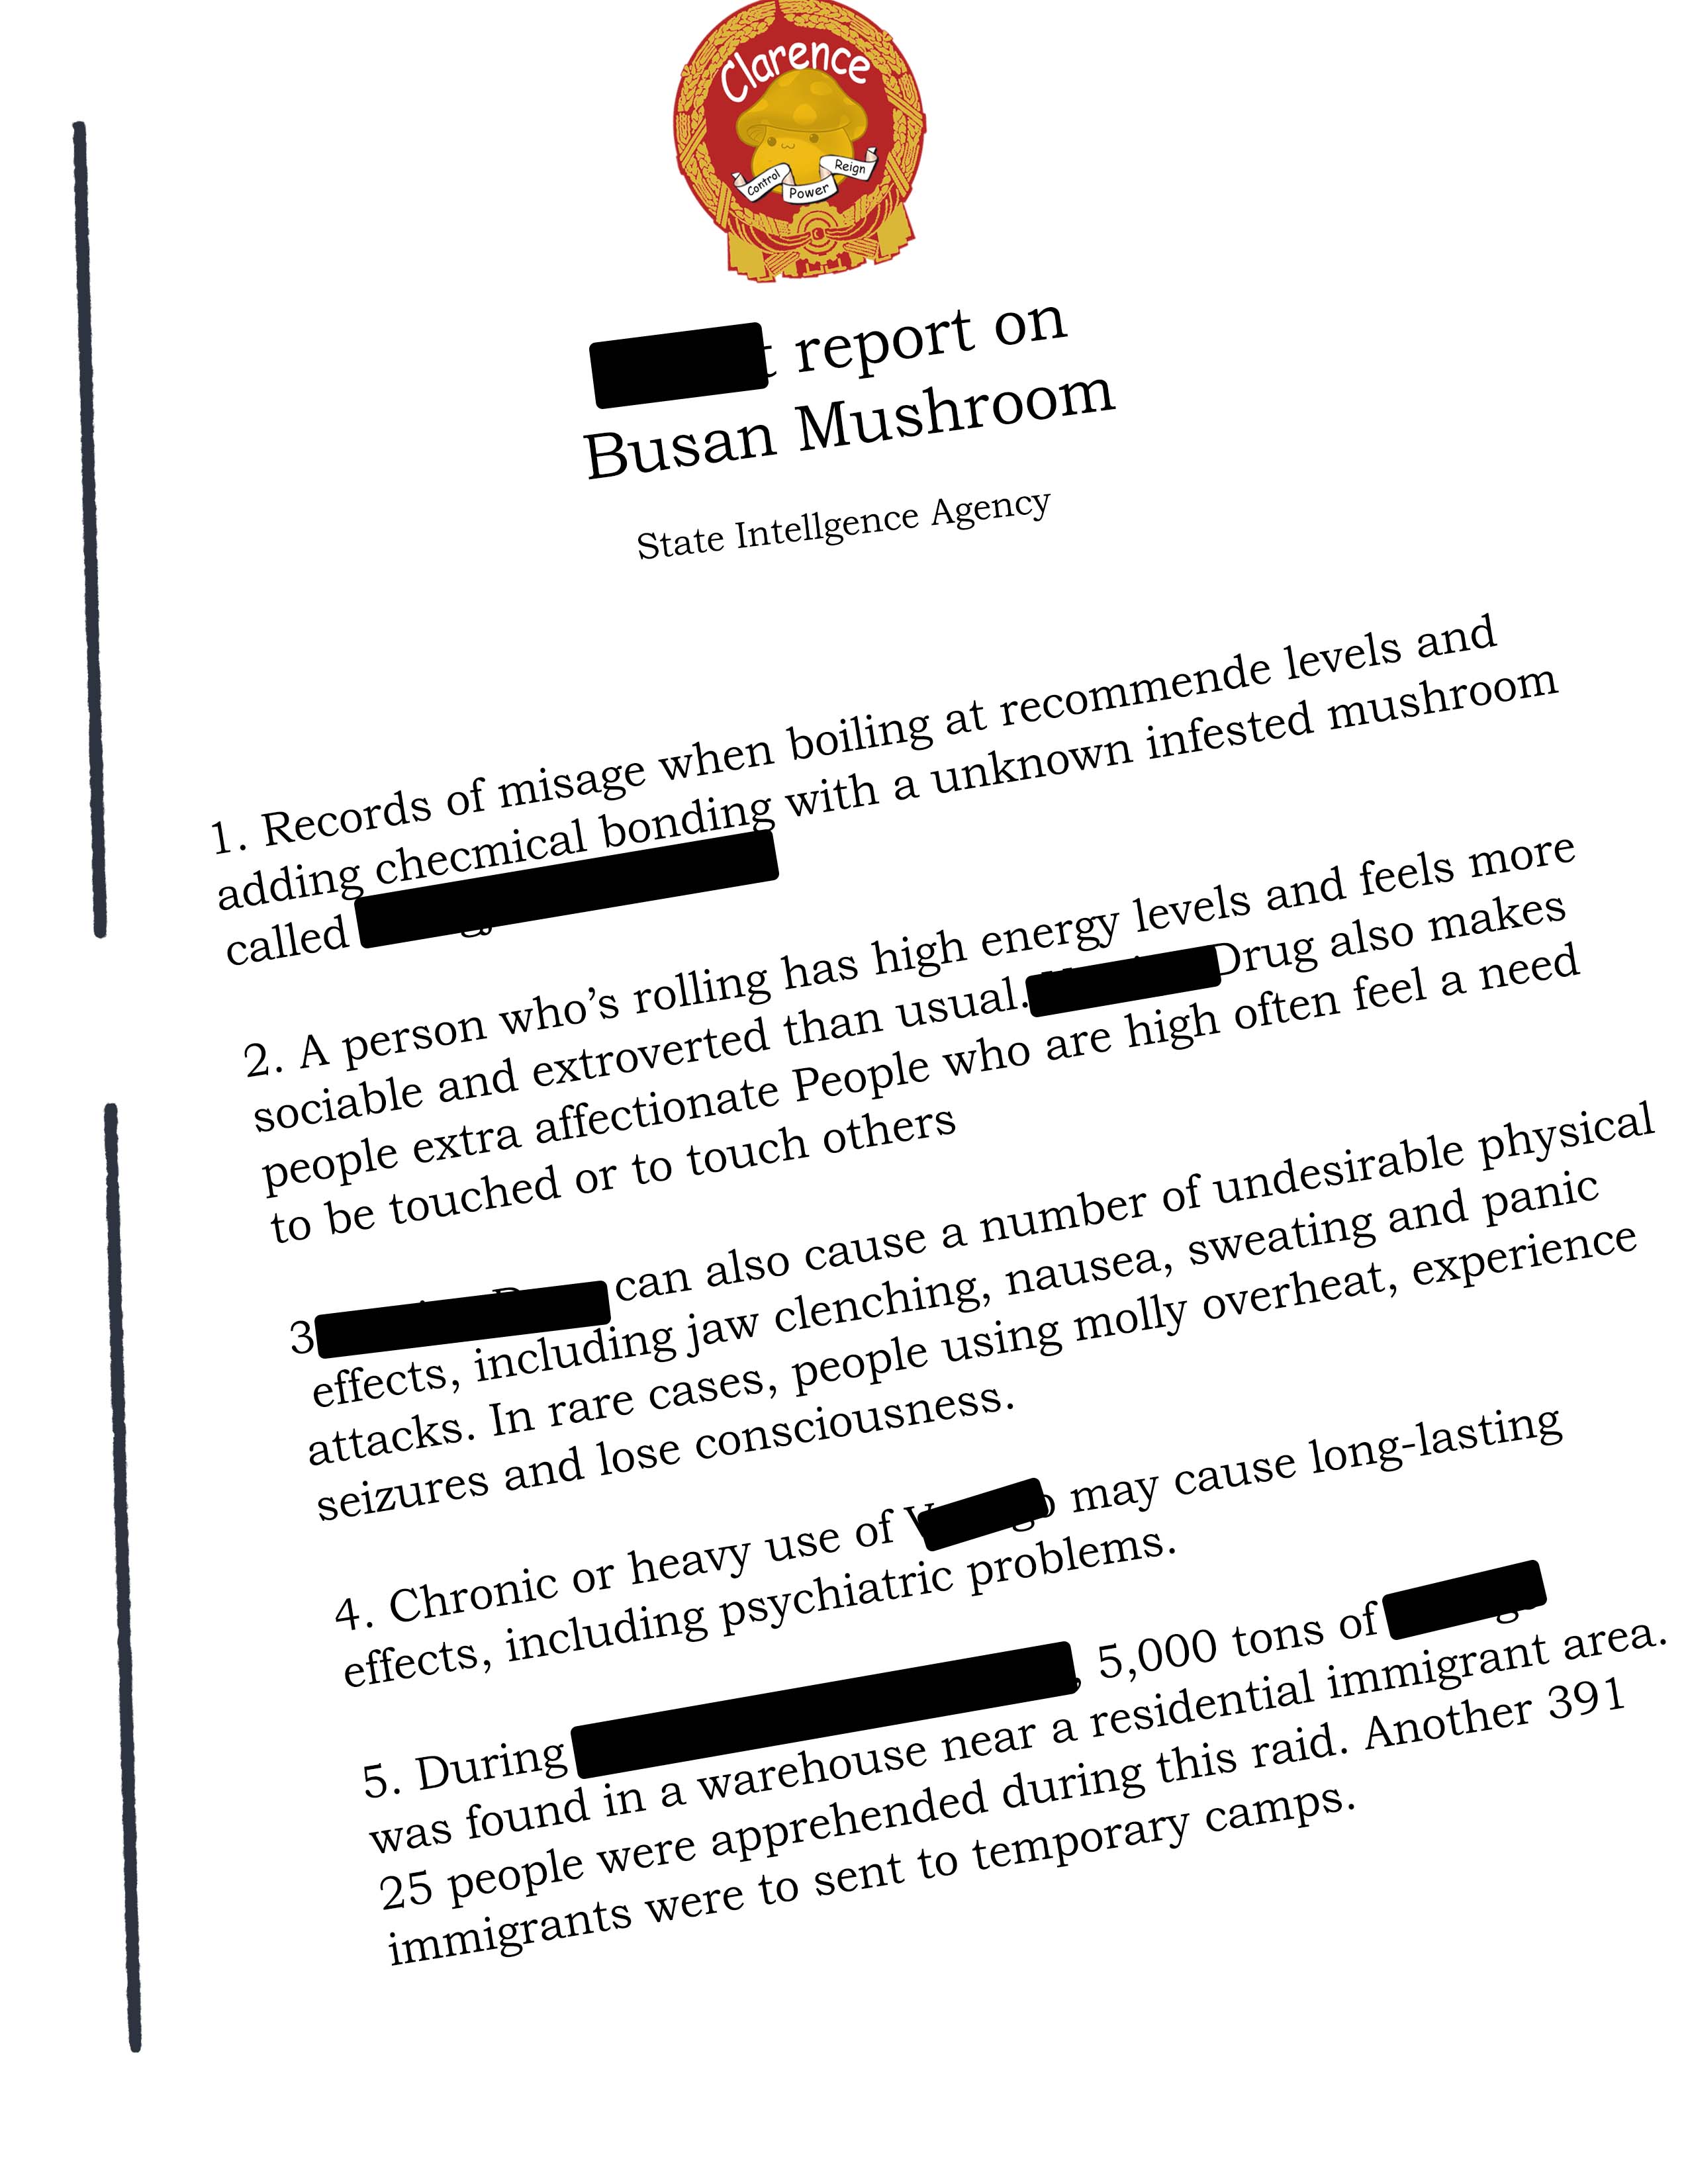 Clarence
Control Power Reign
report on
Busan Mushroom
State Intellgence Agency
1. Records of misage when boiling at recommende levels and
adding checmical bonding with a unknown infested mushroom
called
2. A person who’s rolling has high energy levels and feels more
sociable and extroverted than usual. Drug also makes
people extra affectionate People who are high often feel a need
to be touched or to touch others
3 can also cause a number of undesirable physical
effects, including jaw clenching, nausea, sweating and panic
attacks. In rare cases, people using molly overheat, experience
seizures and lose consciousness.
4. Chronic or heavy use of may cause long-lasting
effects, including psychiatric problems.
5. During , 5,000 tons of
was found in a warehouse near a residential immigrant area.
25 people were apprehended during this raid. Another 391
immigrants were to sent to temporary camps.